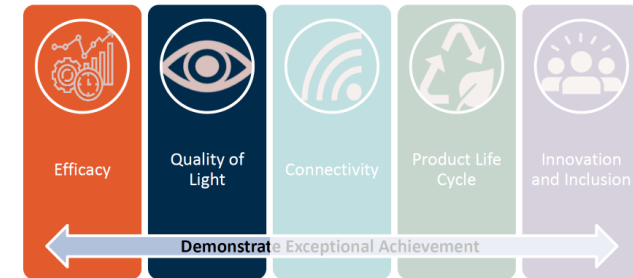 Efficacy
Quality of
Light
Connectivity
Product Life
Cycle
Innovation
and Inclusion
Demonstrate Exceptional Achievement